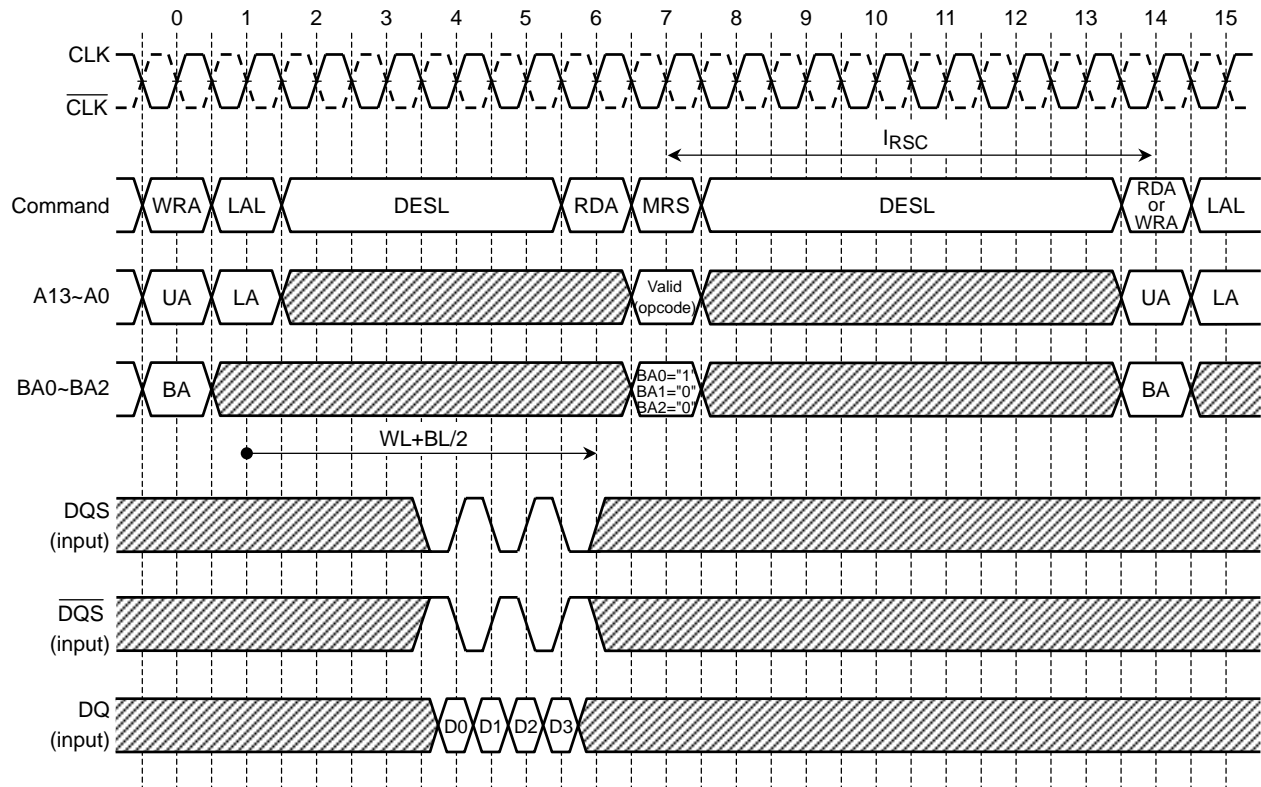 0 1 2 3 4 5 6 7 8 9 10 11 12 13 14 15
CLK
CLK
IRSC
Command WRA LAL DESL RDA MRS DESL RDA or WRA LAL
A13~A0 UA LA Valid (opcode) UA LA
BA0~BA2 BA BA0="1" BA1="0" BA2="0" BA
WL+BL/2
DQS
(input)
DQS
(input)
DQ
(input)
D0 D1 D2 D3